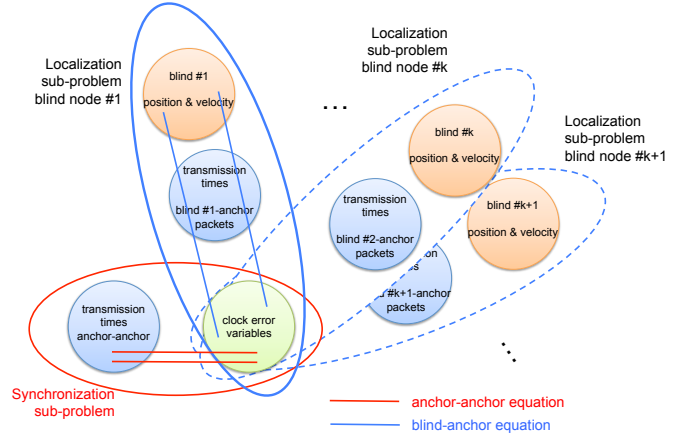 Localization
sub-problem
blind node #1
blind #1
position & velocity
transmission
times
blind #1-anchor
packets
...
Localization
sub-problem
blind node #k
blind #k
position & velocity
transmission
times
blind #2-anchor
packets
Localization
sub-problem
blind node #k+1
blind #k+1
position & velocity
#k+1-anchor
packets
transmission
times
anchor-anchor
clock error
variables
Synchronization
sub-problem
...
anchor-anchor equation
blind-anchor equation